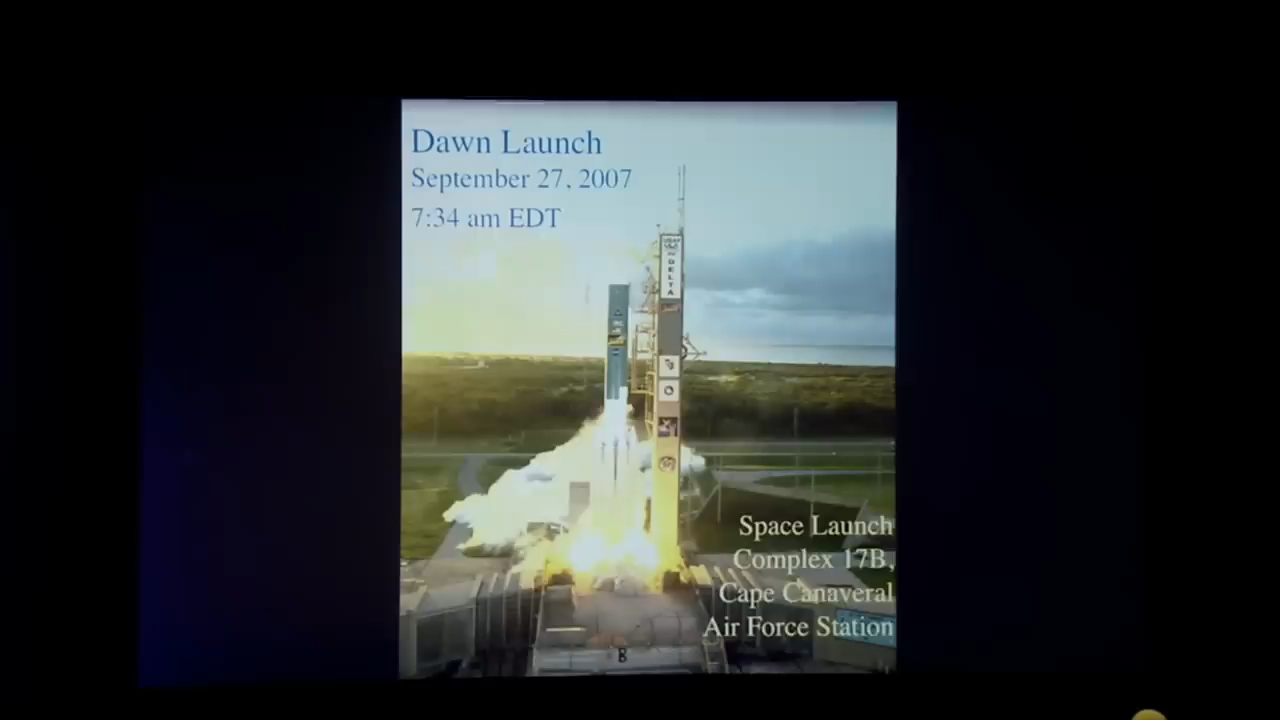 Dawn Launch
September 27, 2007
7:34 am EDT
DELTA
Space Launch
Complex 17B,
Cape Canaveral
Air Force Station
B